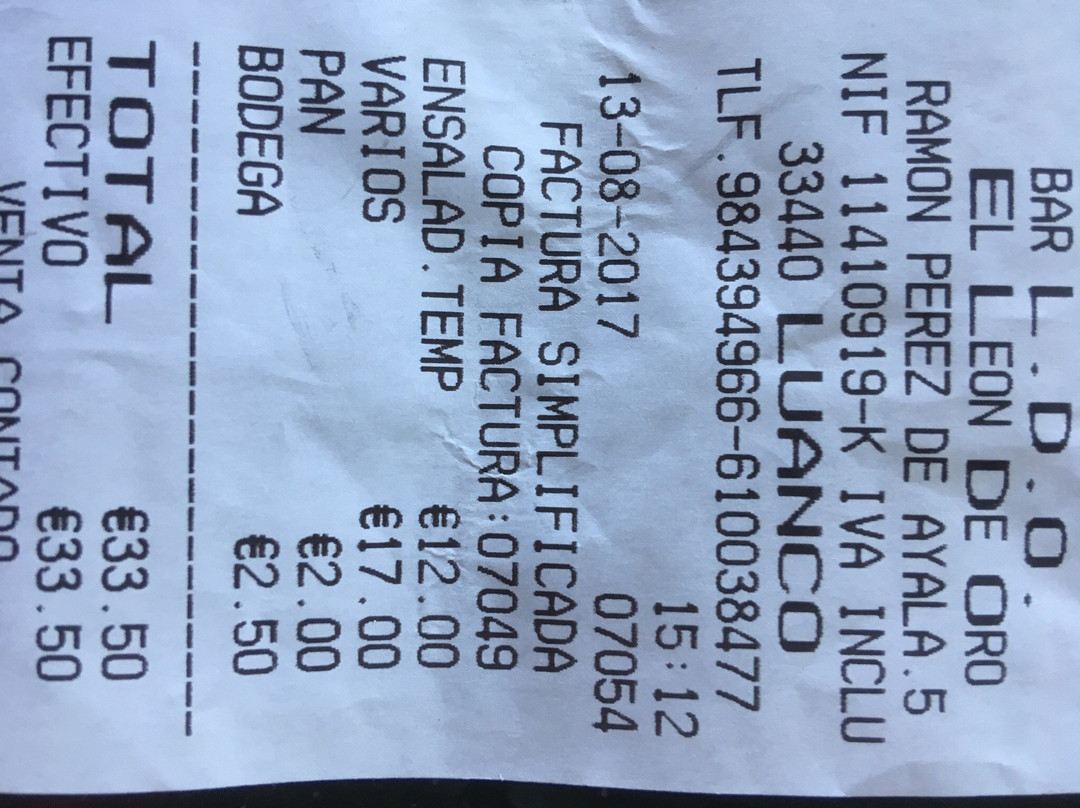 BAR L.D.O.
EL LEON DE ORO
RAMON PEREZ DE AYALA.5
NIF 11410919-K IVA INCLU
33440 LUANCO
TLF.984394966-610038477
15:12
13-08-2017 07054
FACTURA SIMPLIFICADA
COPIA FACTURA:07049
ENSALAD.TEMP €12.00
VARIOS €17.00
PAN €2.00
BODEGA €2.50
--------------------------------
TOTAL €33.50
EFECTIVO €33.50
VENTA CONTADO